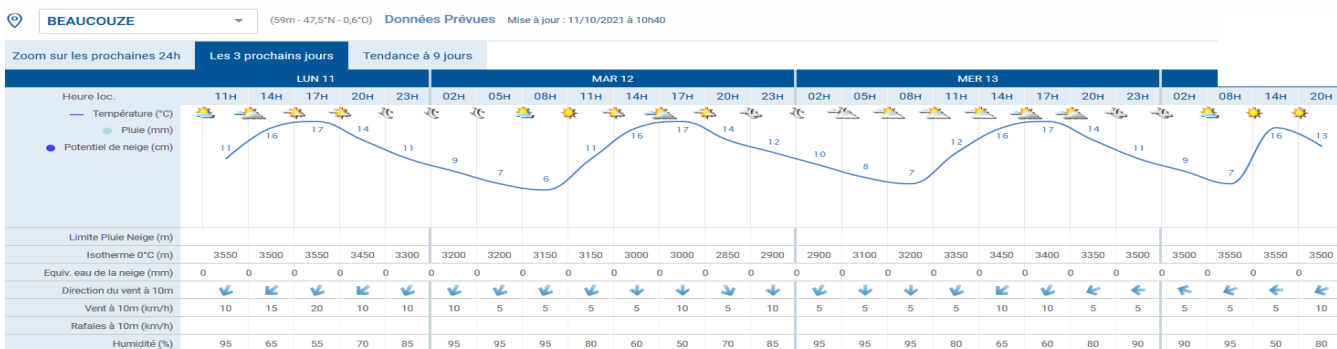 BEAUCOUZE (59m - 47,5°N - 0,6°O) Données Prévues Mise à jour : 11/10/2021 à 10h40
Zoom sur les prochaines 24h Les 3 prochains jours Tendance à 9 jours
LUN 11 MAR 12 MER 13
Heure loc. 11H 14H 17H 20H 23H 02H 05H 08H 11H 14H 17H 20H 23H 02H 05H 08H 11H 14H 17H 20H 23H 02H 08H 14H 20H
Température (°C)
Pluie (mm)
Potentiel de neige (cm)
11 16 17 14 11 9 7 6 11 16 17 14 12 10 8 7 12 16 17 14 11 9 7 16 13
Limite Pluie Neige (m)
Isotherme 0°C (m) 3550 3500 3550 3450 3300 3200 3200 3150 3150 3000 3000 2850 2900 2900 3100 3200 3350 3450 3400 3350 3500 3500 3550 3550 3500
Equiv. eau de la neige (mm) 0 0 0 0 0 0 0 0 0 0 0 0 0 0 0 0 0 0 0 0 0 0 0 0 0 0
Direction du vent à 10m
Vent à 10m (km/h) 10 15 20 10 10 10 5 5 5 5 10 5 10 5 5 5 5 10 10 5 5 5 5 5 10
Rafales à 10m (km/h)
Humidité (%) 95 65 55 70 85 95 95 95 80 60 50 70 85 95 95 95 80 65 60 80 90 90 95 50 80